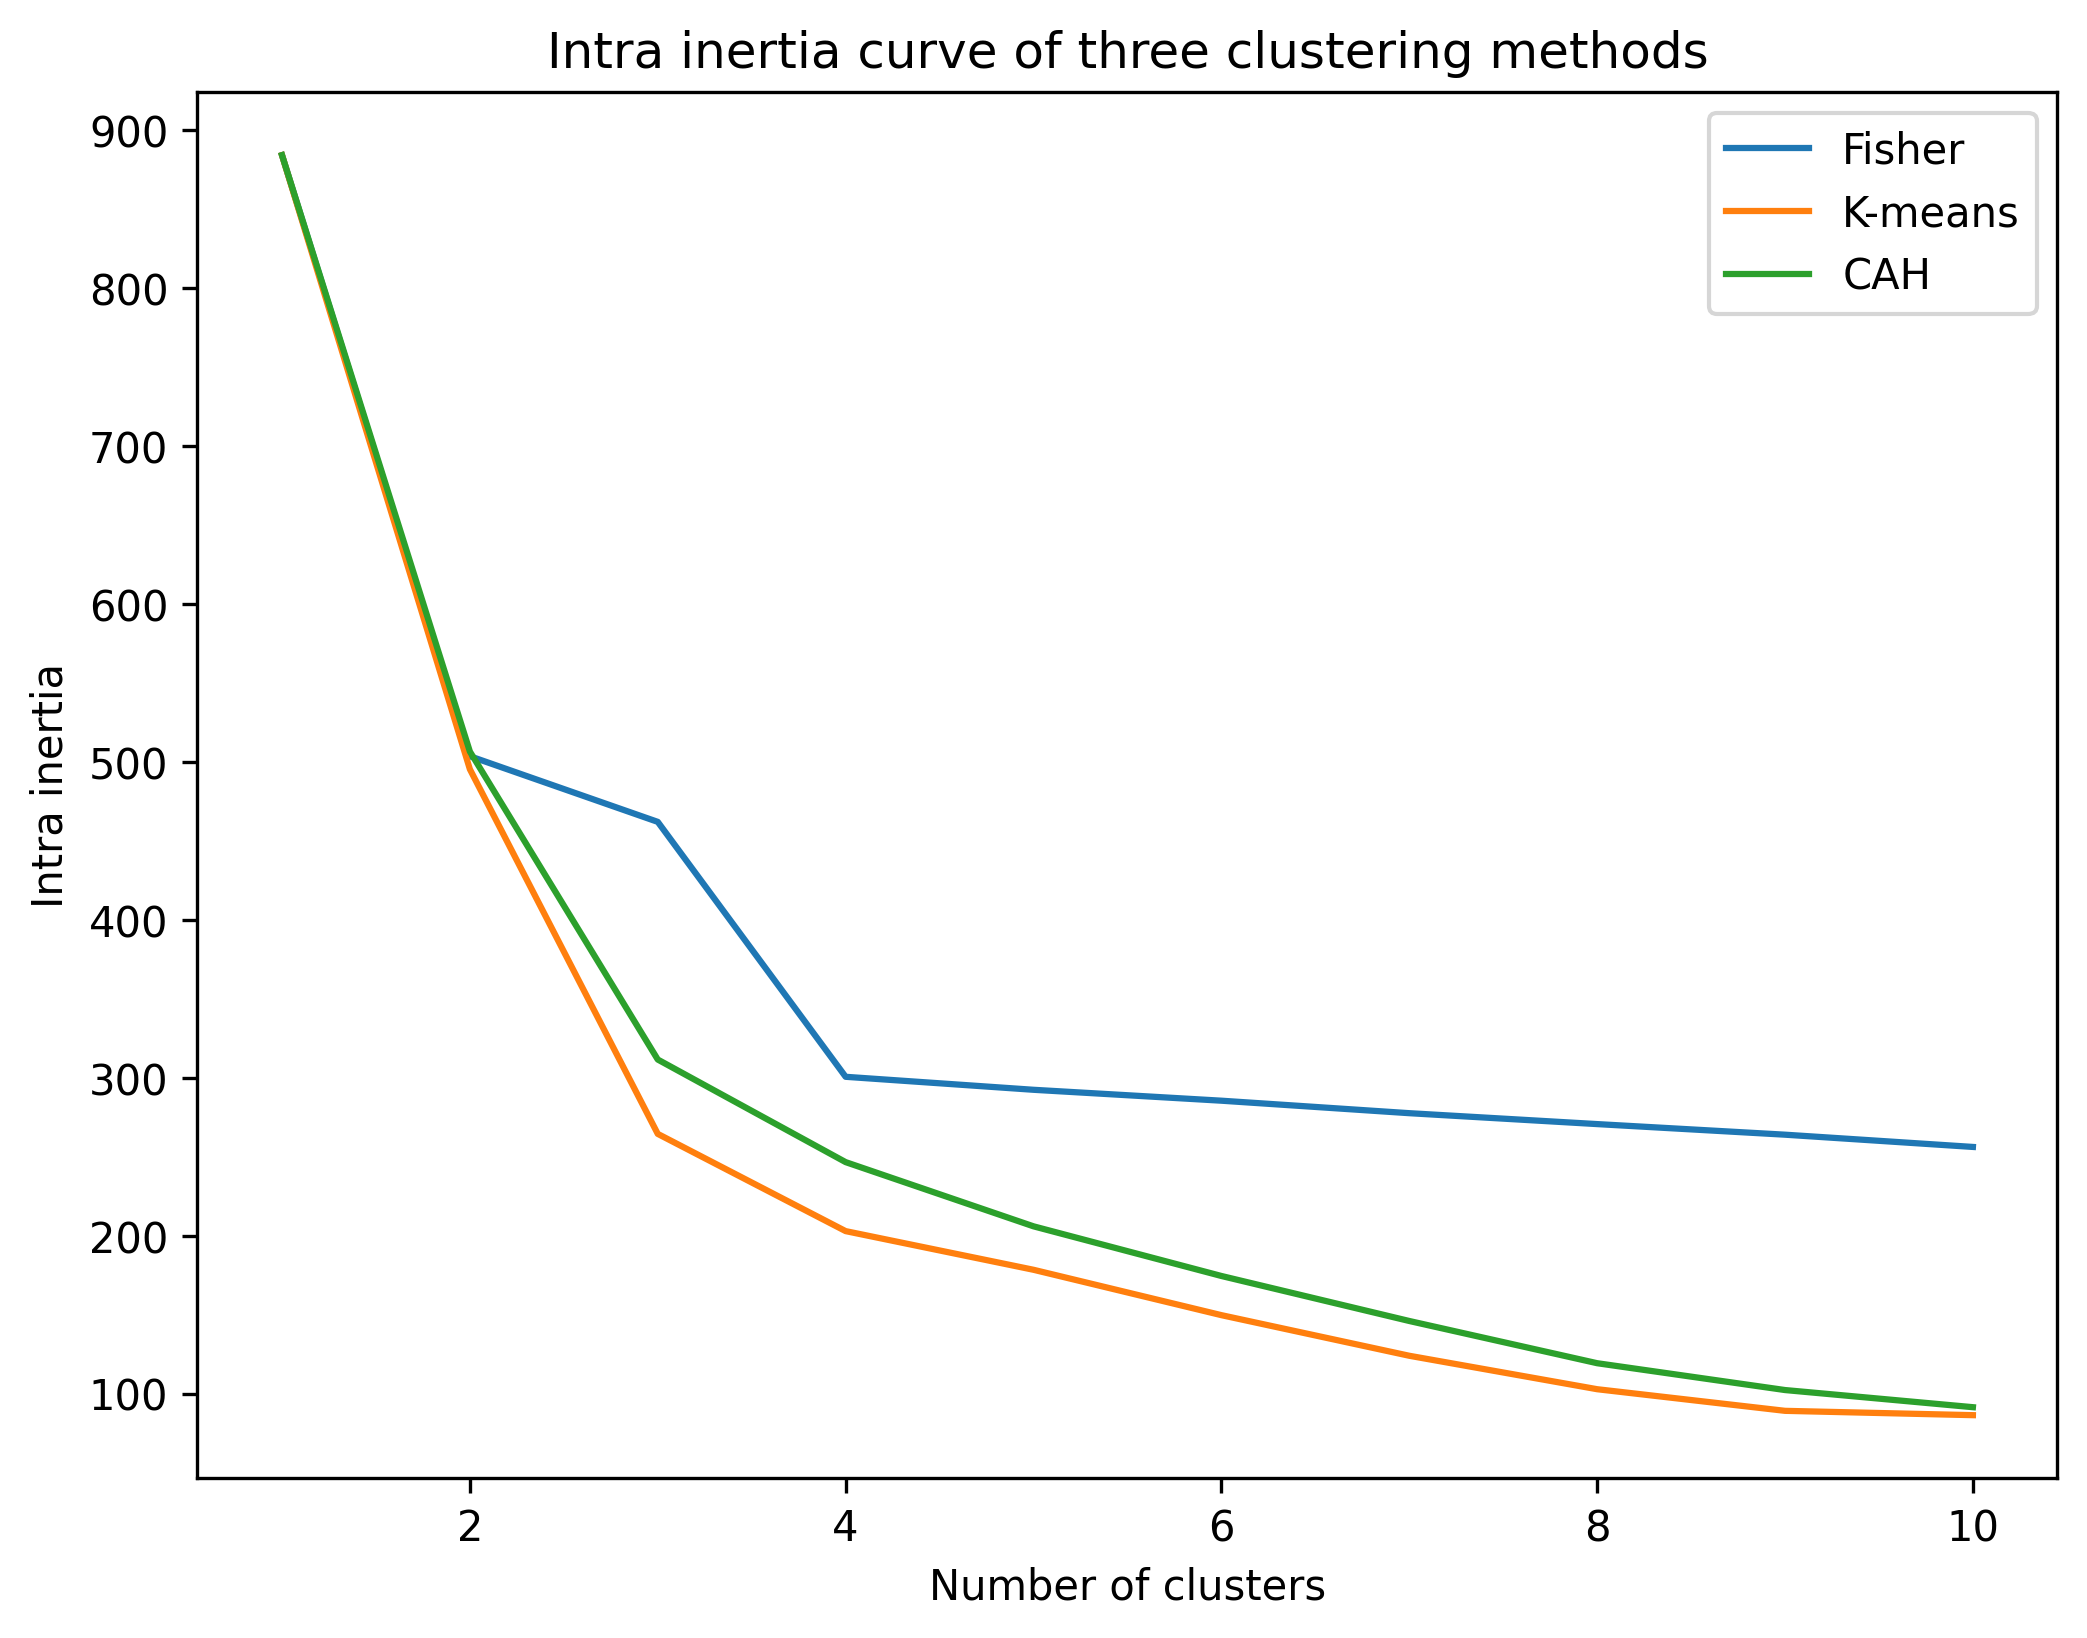 Intra inertia curve of three clustering methods
Fisher
K-means
CAH
900
800
700
600
500
400
300
200
100
Intra inertia
2 4 6 8 10
Number of clusters